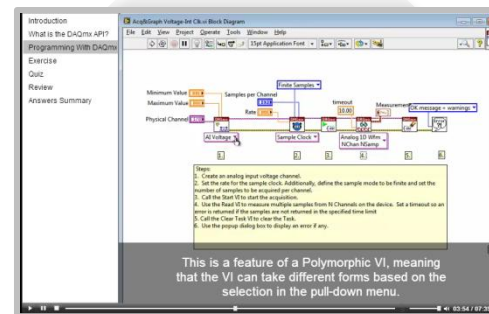 Introduction
What is the DAQmx API?
Programming With DAQmx
Exercise
Quiz
Review
Answers Summary
Acq&Graph Voltage-Int Clk.vi Block Diagram
File Edit View Project Operate Tools Window Help
15pt Application Font
Finite Samples
Minimum Value
Samples per Channel
Maximum Value
Rate
timeout
10.00
Measurement
OK message + warnings
Physical Channel
AI Voltage
Sample Clock
Analog 1D Wfm
NChan NSamp
1. 2. 3. 4. 5. 6.
Steps:
1. Create an analog input voltage channel.
2. Set the rate for the sample clock. Additionally, define the sample mode to be finite and set the
number of samples to be acquired per channel.
3. Call the Start VI to start the acquisition.
4. Use the Read VI to measure multiple samples from N Channels on the device. Set a timeout so an
error is returned if the samples are not returned in the specified time limit
5. Call the Clear Task VI to clear the Task.
6. Use the popup dialog box to display an error if any.
This is a feature of a Polymorphic VI, meaning
that the VI can take different forms based on the
selection in the pull-down menu.
03:54 / 07:35